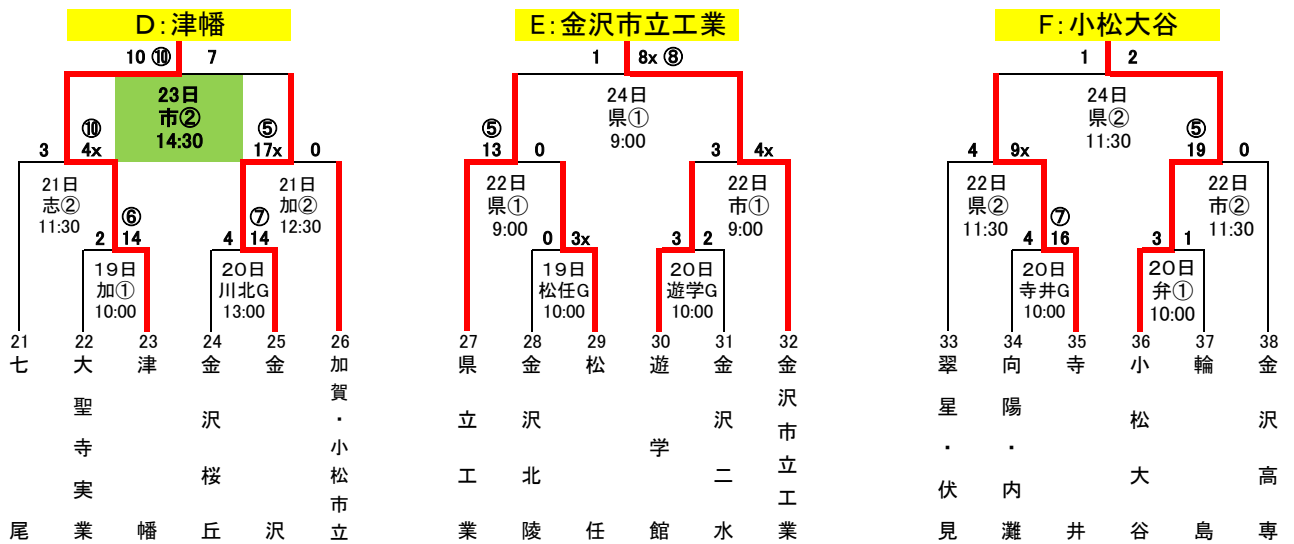 D:津幡
10 ⑩ 7
23日
市②
14:30
⑩
3 4x
⑤
17x 0
21日
志②
11:30
21日
加②
12:30
⑥
2 14
⑦
4 14
19日
加①
10:00
20日
川北G
13:00
21 22 23 24 25 26
七尾
大聖寺実業
津幡
金沢桜丘
金沢
加賀・小松市立
E:金沢市立工業
1 8x ⑧
24日
県①
9:00
⑤
13 0
3 4x
22日
県①
9:00
22日
市①
9:00
0 3x
3 2
19日
松任G
10:00
20日
遊学G
10:00
27 28 29 30 31 32
県立工業
金沢北陵
松任
遊学館
金沢二水
金沢市立工業
F:小松大谷
1 2
24日
県②
11:30
4 9x
⑤
19 0
22日
県②
11:30
22日
市②
11:30
⑦
4 16
3 1
20日
寺井G
10:00
20日
弁①
10:00
33 34 35 36 37 38
翠星・伏見
向陽・内灘
寺井
小松大谷
輪島
金沢高専